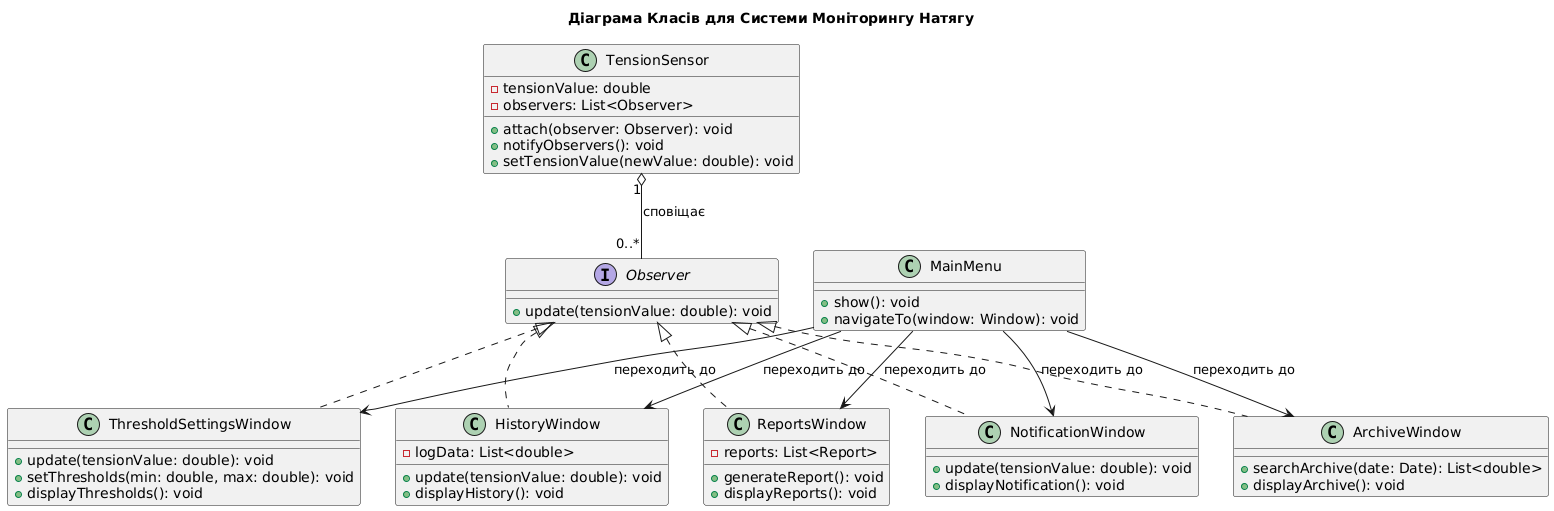 Діаграма Класів для Системи Моніторингу Натягу
C TensionSensor
tensionValue: double
observers: List<Observer>
attach(observer: Observer): void
notifyObservers(): void
setTensionValue(newValue: double): void
1
сповіщає
0..*
I Observer
update(tensionValue: double): void
C MainMenu
show(): void
navigateTo(window: Window): void
переходить до
переходить до
переходить до
переходить до
переходить до
C ThresholdSettingsWindow
update(tensionValue: double): void
setThresholds(min: double, max: double): void
displayThresholds(): void
C HistoryWindow
logData: List<double>
update(tensionValue: double): void
displayHistory(): void
C ReportsWindow
reports: List<Report>
generateReport(): void
displayReports(): void
C NotificationWindow
update(tensionValue: double): void
displayNotification(): void
C ArchiveWindow
searchArchive(date: Date): List<double>
displayArchive(): void